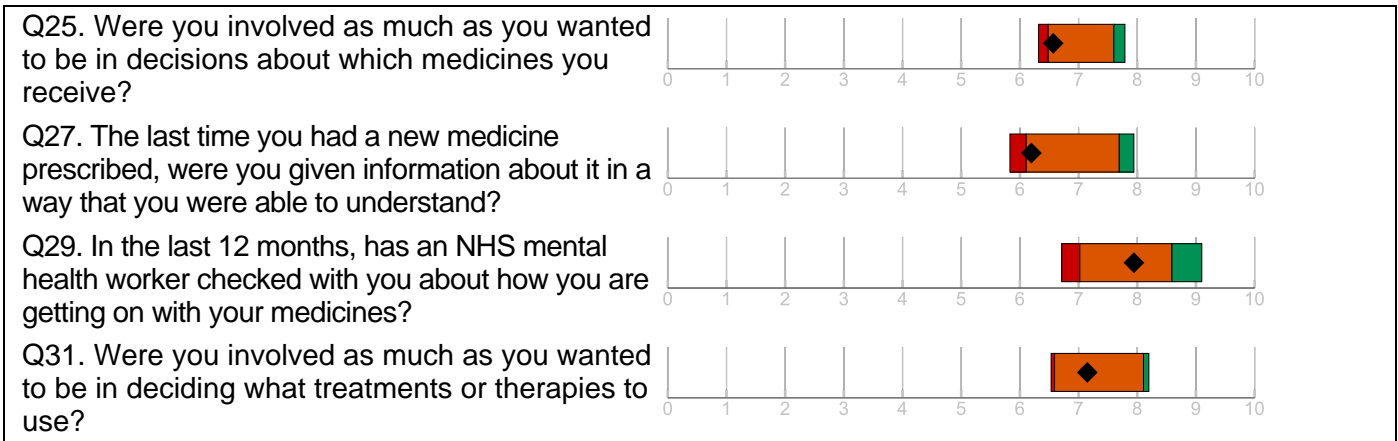 Q25. Were you involved as much as you wanted
to be in decisions about which medicines you
receive?
0 1 2 3 4 5 6 7 8 9 10
Q27. The last time you had a new medicine
prescribed, were you given information about it in a
way that you were able to understand?
0 1 2 3 4 5 6 7 8 9 10
Q29. In the last 12 months, has an NHS mental
health worker checked with you about how you are
getting on with your medicines?
0 1 2 3 4 5 6 7 8 9 10
Q31. Were you involved as much as you wanted
to be in deciding what treatments or therapies to
use?
0 1 2 3 4 5 6 7 8 9 10